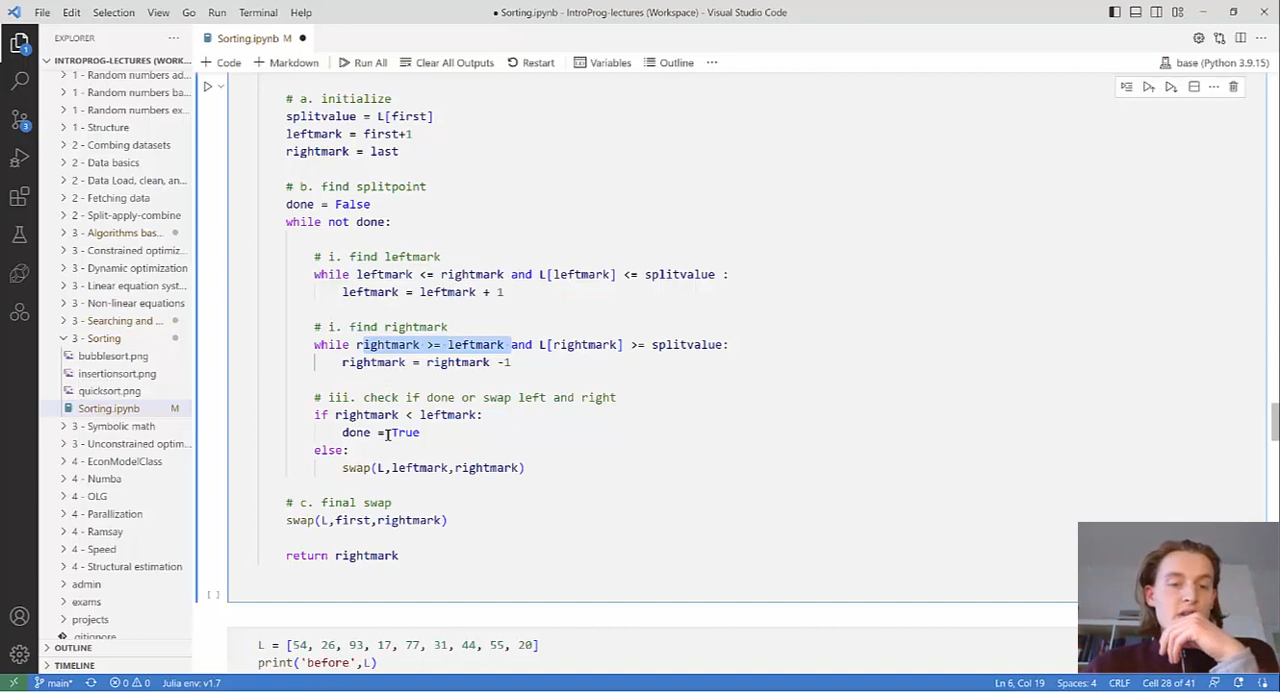 File Edit Selection View Go Run Terminal Help
● Sorting.ipynb - IntroProg-lectures (Workspace) - Visual Studio Code
EXPLORER
Sorting.ipynb M
INTROPROG-LECTURES (WORK...
+ Code + Markdown Run All Clear All Outputs Restart Variables Outline ...
base (Python 3.9.15)
1 - Random numbers ad...
1 - Random numbers ba...
1 - Random numbers ex...
1 - Structure
2 - Combing datasets
2 - Data basics
2 - Data Load, clean, an...
2 - Fetching data
2 - Split-apply-combine
3 - Algorithms bas...
3 - Constrained optimiz...
3 - Dynamic optimization
3 - Linear equation syst...
3 - Non-linear equations
3 - Searching and ...
3 - Sorting
bubblesort.png
insertionsort.png
quicksort.png
Sorting.ipynb M
3 - Symbolic math
3 - Unconstrained optim...
4 - EconModelClass
4 - Numba
4 - OLG
4 - Parallization
4 - Ramsay
4 - Speed
4 - Structural estimation
admin
exams
projects
.gitignore
OUTLINE
TIMELINE
# a. initialize
splitvalue = L[first]
leftmark = first+1
rightmark = last
# b. find splitpoint
done = False
while not done:
# i. find leftmark
while leftmark <= rightmark and L[leftmark] <= splitvalue :
leftmark = leftmark + 1
# i. find rightmark
while rightmark >= leftmark and L[rightmark] >= splitvalue:
rightmark = rightmark -1
# iii. check if done or swap left and right
if rightmark < leftmark:
done = True
else:
swap(L,leftmark,rightmark)
# c. final swap
swap(L,first,rightmark)
return rightmark
[ ]
L = [54, 26, 93, 17, 77, 31, 44, 55, 20]
print('before',L)
main* 0 0 Julia env: v1.7
Ln 6, Col 19 Spaces: 4 CRLF Cell 28 of 41